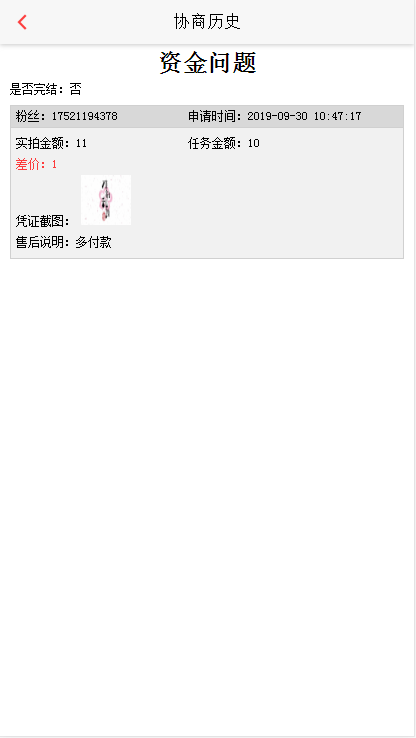 协商历史
资金问题
是否完结：否
粉丝：17521194378 申请时间：2019-09-30 10:47:17
实拍金额：11 任务金额：10
差价：1
凭证截图：
售后说明：多付款